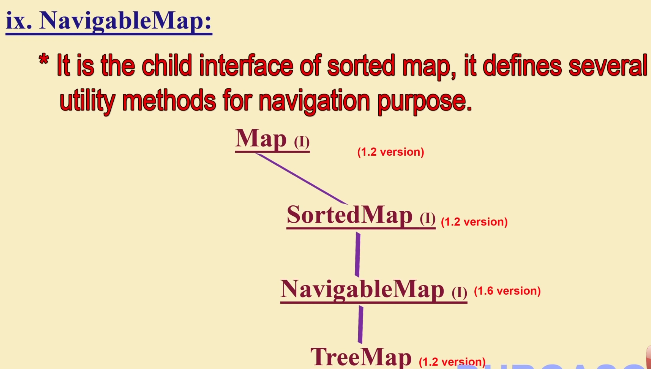 ix. NavigableMap:
* It is the child interface of sorted map, it defines several
utility methods for navigation purpose.
Map (I) (1.2 version)
SortedMap (I) (1.2 version)
NavigableMap (I) (1.6 version)
TreeMap (1.2 version)